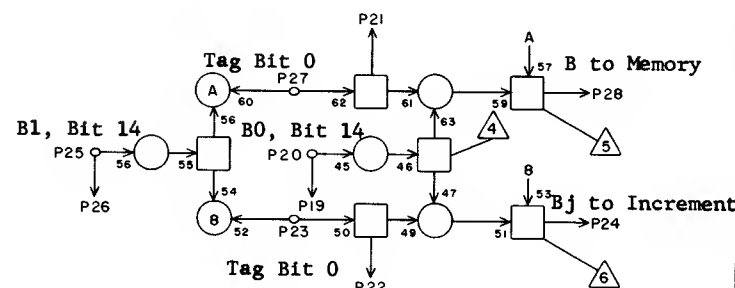 P21
Tag Bit 0
P27
A
57
B to Memory
A
60
62
61
59
P28
56
63
B1, Bit 14
B0, Bit 14
4
5
P25
56
55
P20
45
46
54
47
8
53
Bj to Increment
P26
P19
B
52
P23
50
49
51
P24
Tag Bit 0
P22
6